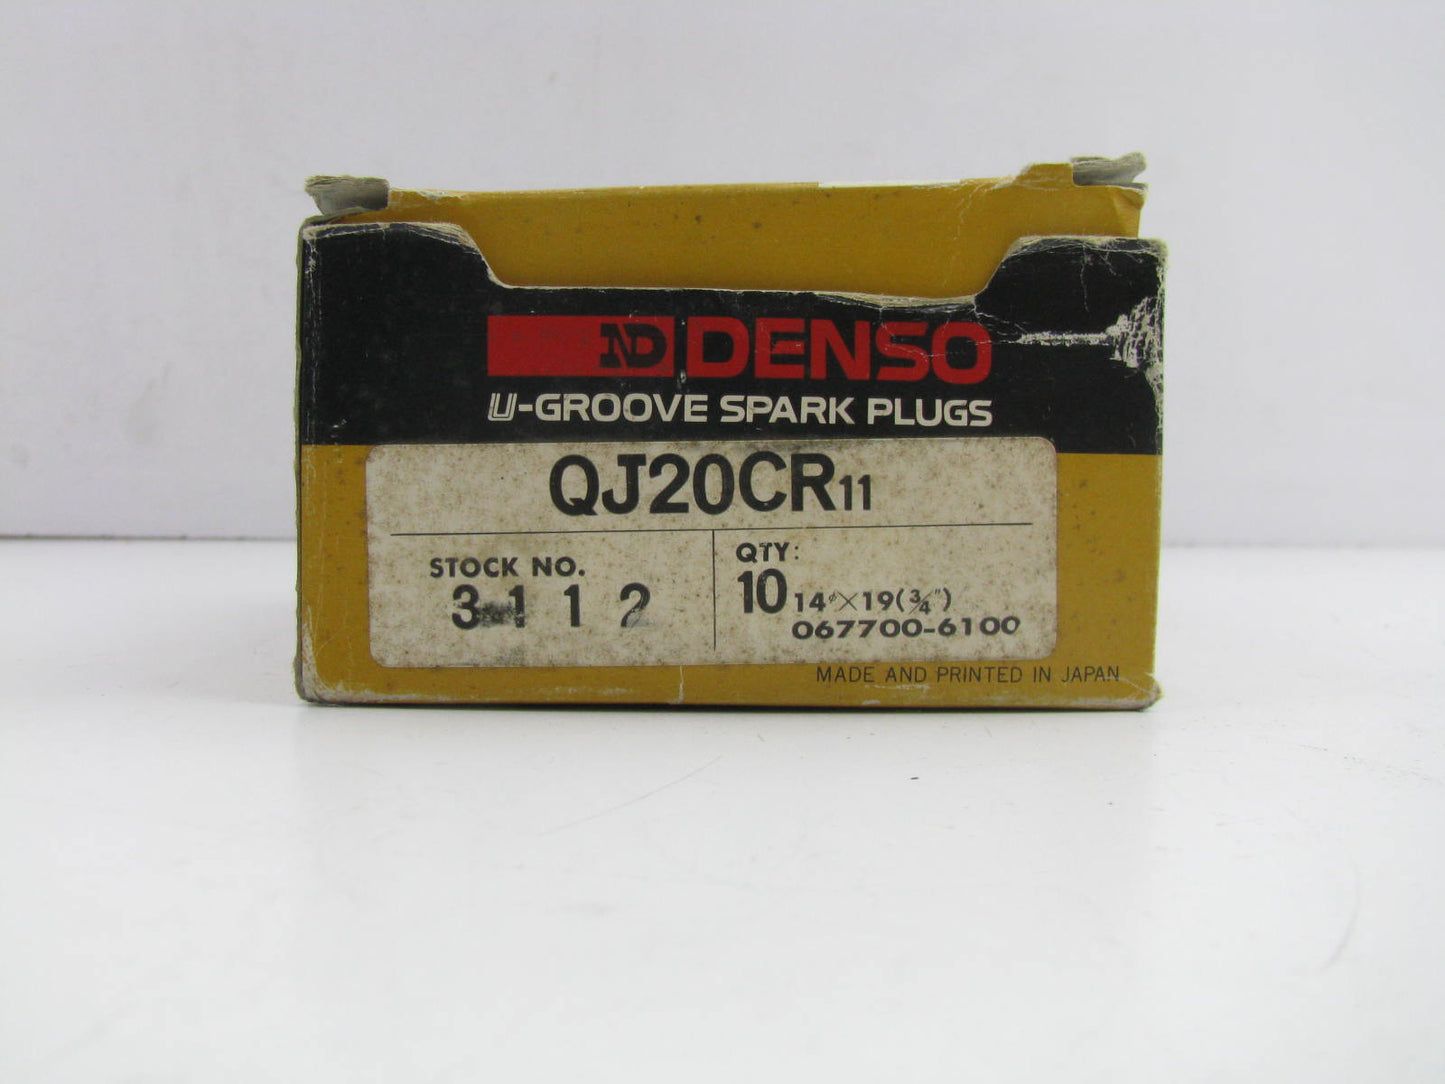 ND DENSO
U-GROOVE SPARK PLUGS
QJ20CR11
STOCK NO.
3112
QTY:
10 14ϕ×19(3/4")
067700-6100
MADE AND PRINTED IN JAPAN